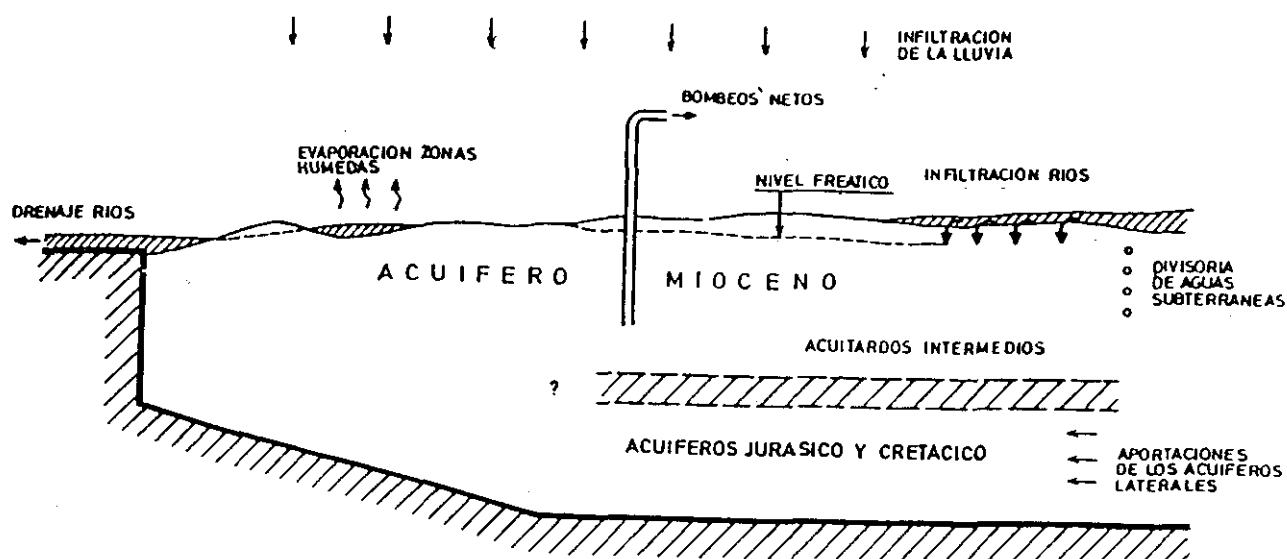 INFILTRACION
DE LA LLUVIA
BOMBEOS' NETOS
EVAPORACION ZONAS
HUMEDAS
NIVEL FREATICO
INFILTRACION RIOS
DRENAJE RIOS
ACUIFERO MIOCENO
DIVISORIA
DE AGUAS
SUBTERRANEAS
ACUITARDOS INTERMEDIOS
?
ACUIFEROS JURASICO Y CRETACICO
APORTACIONES
DE LOS ACUIFEROS
LATERALES